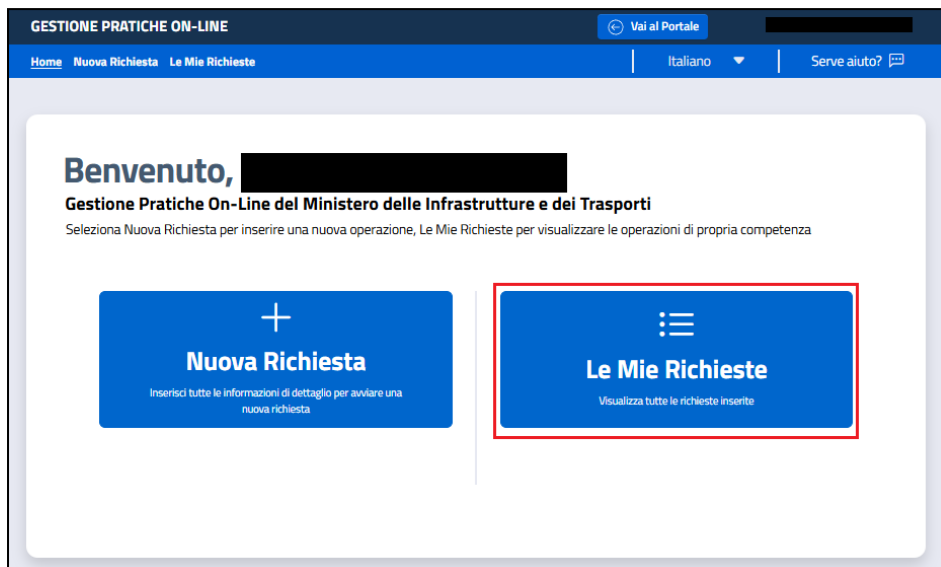 GESTIONE PRATICHE ON-LINE
Vai al Portale
Home Nuova Richiesta Le Mie Richieste
Italiano
Serve aiuto?
Benvenuto,
Gestione Pratiche On-Line del Ministero delle Infrastrutture e dei Trasporti
Seleziona Nuova Richiesta per inserire una nuova operazione, Le Mie Richieste per visualizzare le operazioni di propria competenza
Nuova Richiesta
Inserisci tutte le informazioni di dettaglio per avviare una
nuova richiesta
Le Mie Richieste
Visualizza tutte le richieste inserite